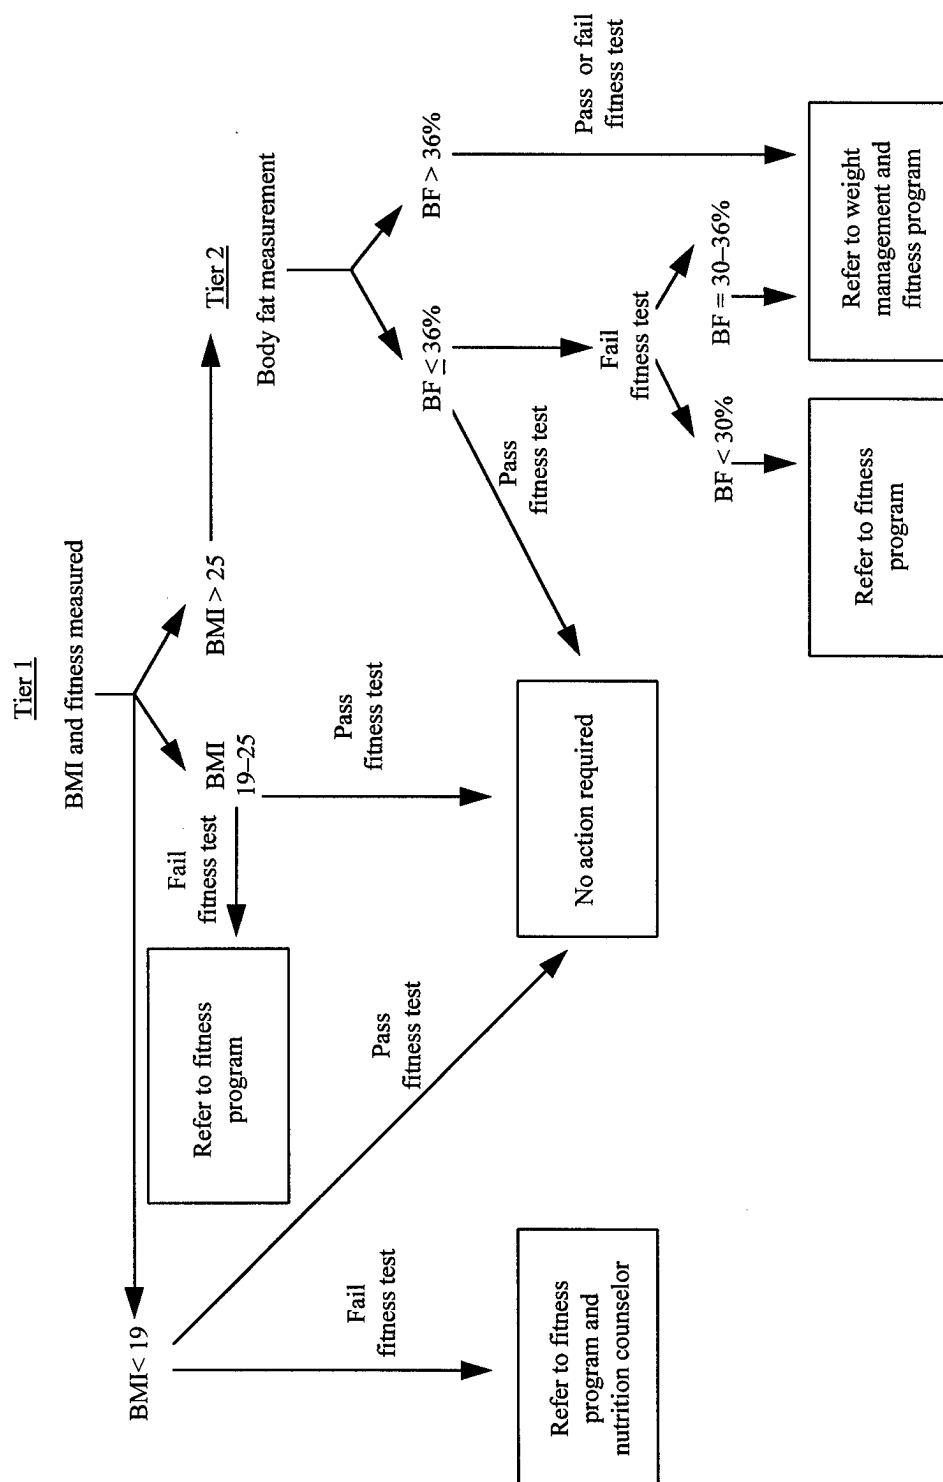 Tier 1
BMI and fitness measured
BMI< 19
BMI
19–25
BMI > 25
Fail
fitness test
Refer to fitness
program
Tier 2
Body fat measurement
Pass
fitness test
Fail
fitness test
Pass
fitness test
BF ≤ 36%
BF > 36%
Pass
fitness test
Fail
fitness test
Pass or fail
fitness test
BF < 30%
BF = 30–36%
Refer to fitness
program and
nutrition counselor
No action required
Refer to fitness
program
Refer to weight
management and
fitness program